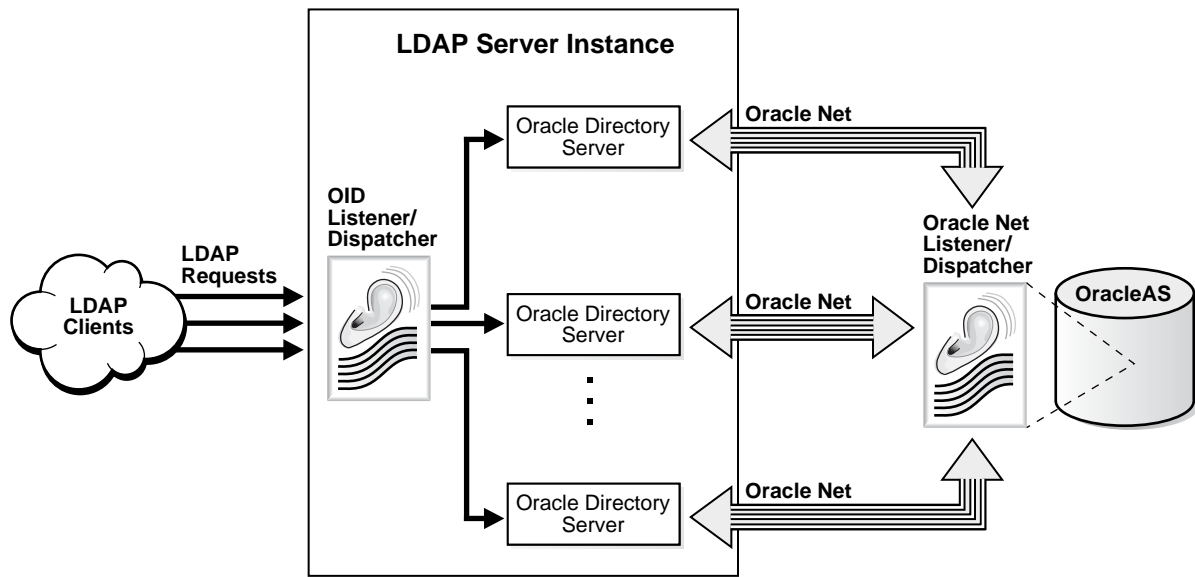 LDAP Server Instance
Oracle Directory
Server
Oracle Net
OID
Listener/
Dispatcher
Oracle Net
Listener/
Dispatcher
LDAP
Requests
LDAP
Clients
Oracle Directory
Server
Oracle Net
OracleAS
Oracle Directory
Server
Oracle Net